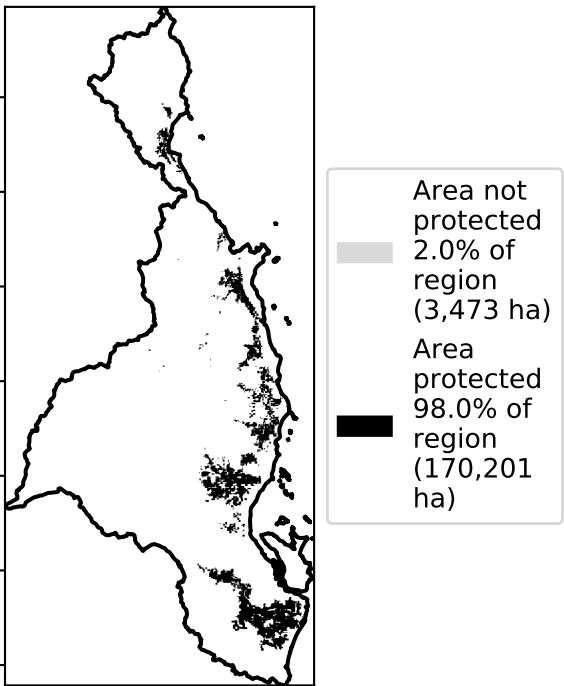 Area not
protected
2.0% of
region
(3,473 ha)
Area
protected
98.0% of
region
(170,201
ha)